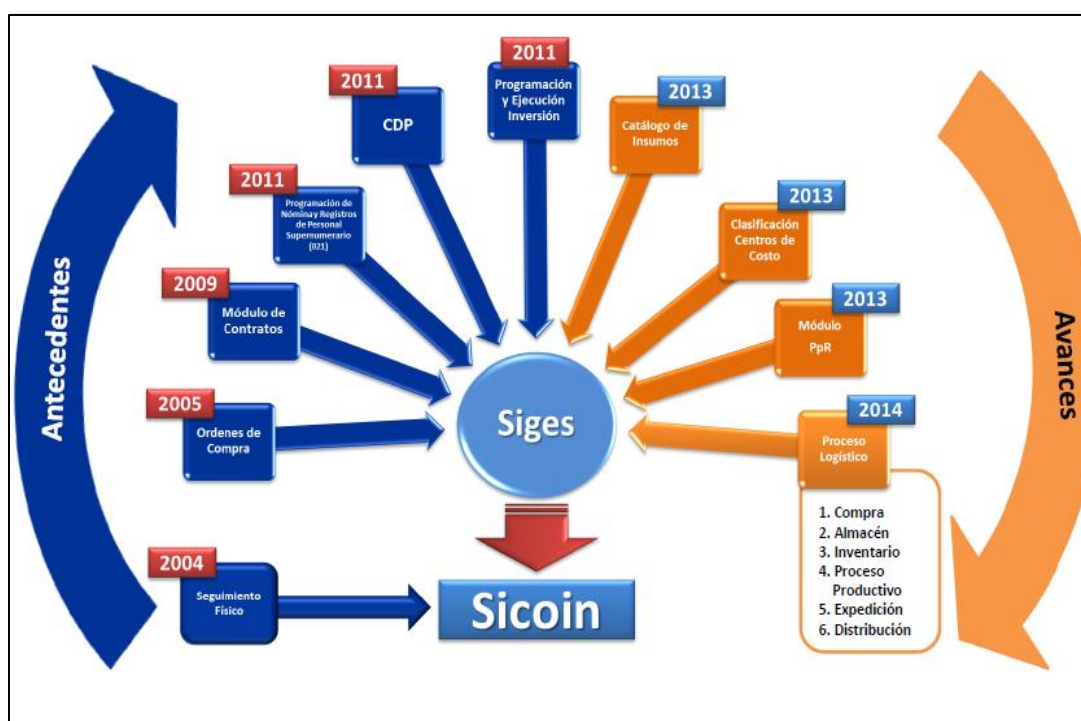 Antecedentes
2004
Seguimiento
Físico
2005
Ordenes de
Compra
2009
Módulo de
Contratos
2011
Programación de
Nómina y Registros
de Personal
Supernumerario
(021)
2011
CDP
2011
Programación
y Ejecución
Inversión
2013
Catálogo de
Insumos
2013
Clasificación
Centros de
Costo
2013
Módulo
PpR
2014
Proceso
Logístico
1. Compra
2. Almacén
3. Inventario
4. Proceso
Productivo
5. Expedición
6. Distribución
Avances
Siges
Sicoin